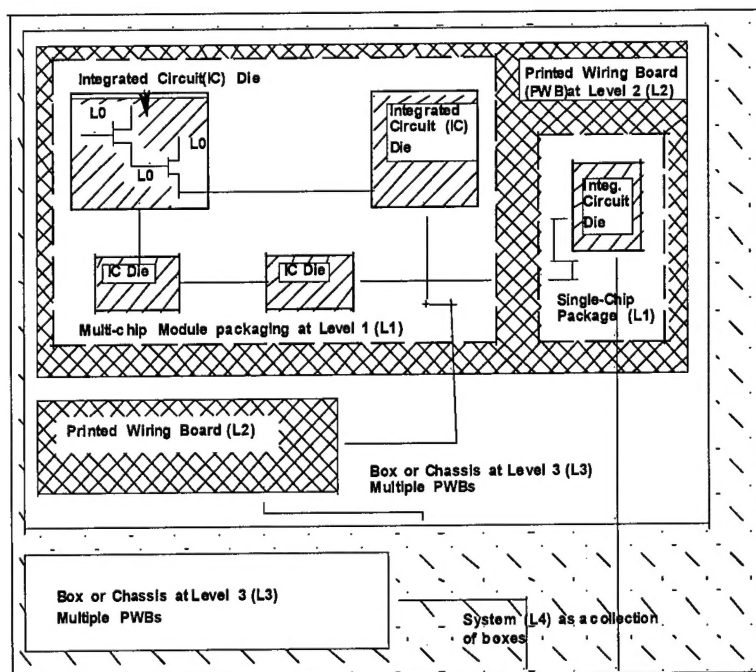 Integrated Circuit(IC) Die
L0
L0
L0
Integrated
Circuit (IC)
Die
Printed Wiring Board
(PWB)at Level 2 (L2)
Integ.
Circuit
Die
IC Die
IC Die
Single-Chip
Package (L1)
Multi-chip Module packaging at Level 1 (L1)
Printed Wiring Board (L2)
Box or Chassis at Level 3 (L3)
Multiple PWBs
Box or Chassis at Level 3 (L3)
Multiple PWBs
System (L4) as a collection
of boxes